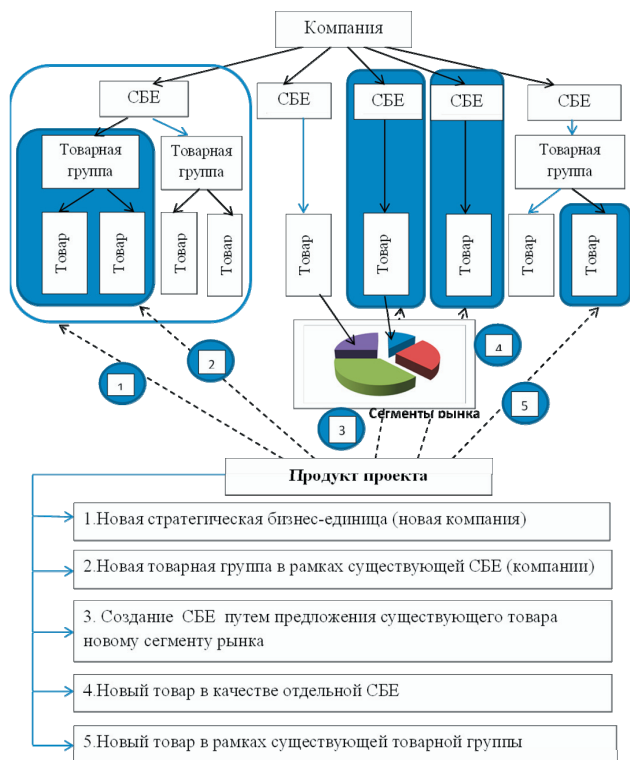 Компания
СБЕ
СБЕ
СБЕ
СБЕ
СБЕ
Товарная
группа
Товарная
группа
Товарная
группа
Товар
Товар
Товар
Товар
Товар
Товар
Товар
Товар
Товар
1
2
3
4
5
Сегменты рынка
Продукт проекта
1.Новая стратегическая бизнес-единица (новая компания)
2.Новая товарная группа в рамках существующей СБЕ (компании)
3. Создание СБЕ путем предложения существующего товара
новому сегменту рынка
4.Новый товар в качестве отдельной СБЕ
5.Новый товар в рамках существующей товарной группы